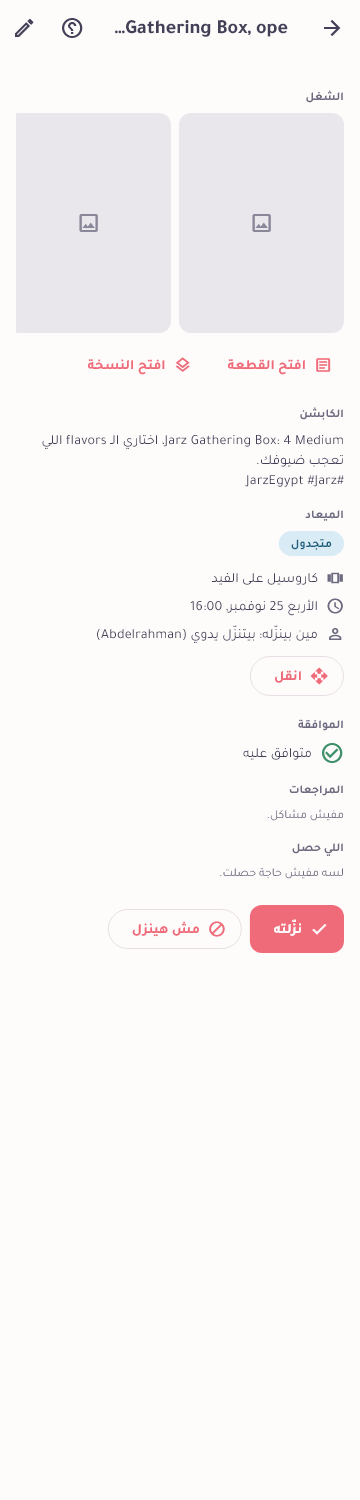 Gathering Box, ope...
الشغل
افتح القطعة
افتح النسخة
الكابشن
Jarz Gathering Box: 4 Medium. اختاري الـ flavors اللي
تعجب ضيوفك.
#Jarz #JarzEgypt
الميعاد
متجدول
كاروسيل على الفيد
الأربع 25 نوفمبر، 16:00
مين بينزّله: بيتنزّل يدوي (Abdelrahman)
انقل
الموافقة
متوافق عليه
المراجعات
مفيش مشاكل.
اللي حصل
لسه مفيش حاجة حصلت.
نزّلته
مش هينزل